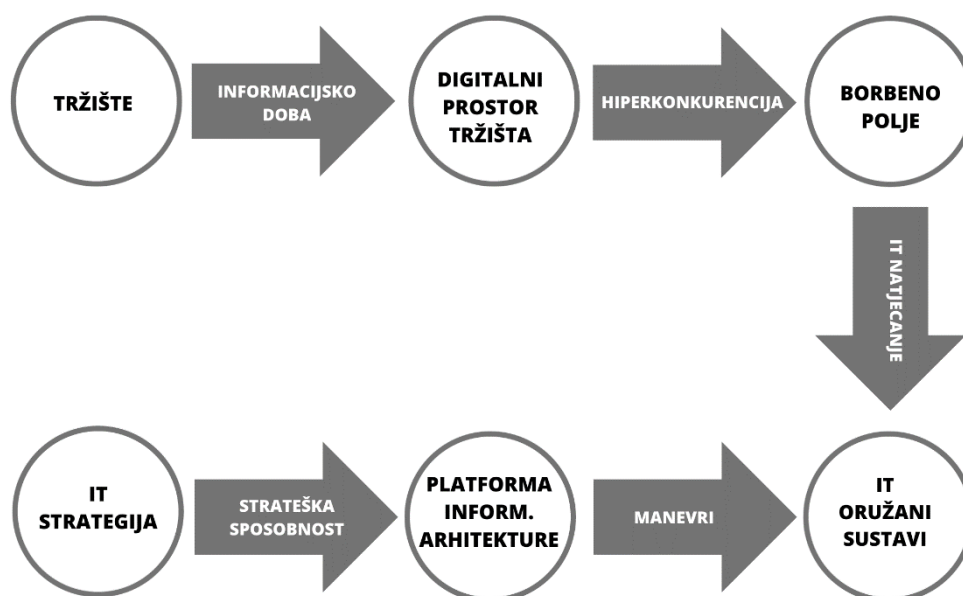 TRŽIŠTE
INFORMACIJSKO
DOBA
DIGITALNI
PROSTOR
TRŽIŠTA
HIPERKONKURENCIJA
BORBENO
POLJE
IT NATJECANJE
IT
STRATEGIJA
STRATEŠKA
SPOSOBNOST
PLATFORMA
INFORM.
ARHITEKTURE
MANEVRI
IT
ORUŽANI
SUSTAVI